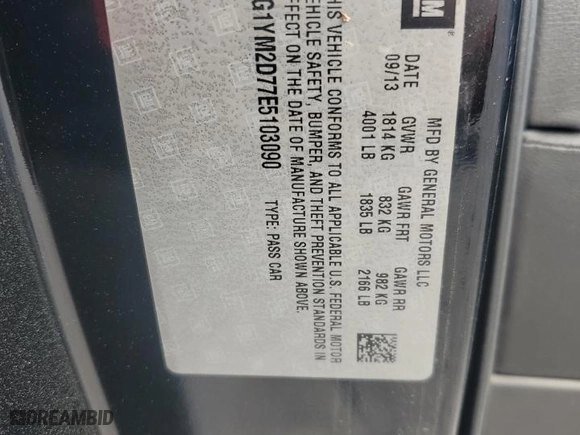 GM
MFD BY GENERAL MOTORS LLC
DATE GVWR GAWR FRT GAWR RR
09/13 1814 KG 832 KG 982 KG
4001 LB 1835 LB 2166 LB
THIS VEHICLE CONFORMS TO ALL APPLICABLE U.S. FEDERAL MOTOR
VEHICLE SAFETY, BUMPER, AND THEFT PREVENTION STANDARDS IN
EFFECT ON THE DATE OF MANUFACTURE SHOWN ABOVE.
G1YM2D77E5103090 TYPE: PASS CAR
DREAMBID